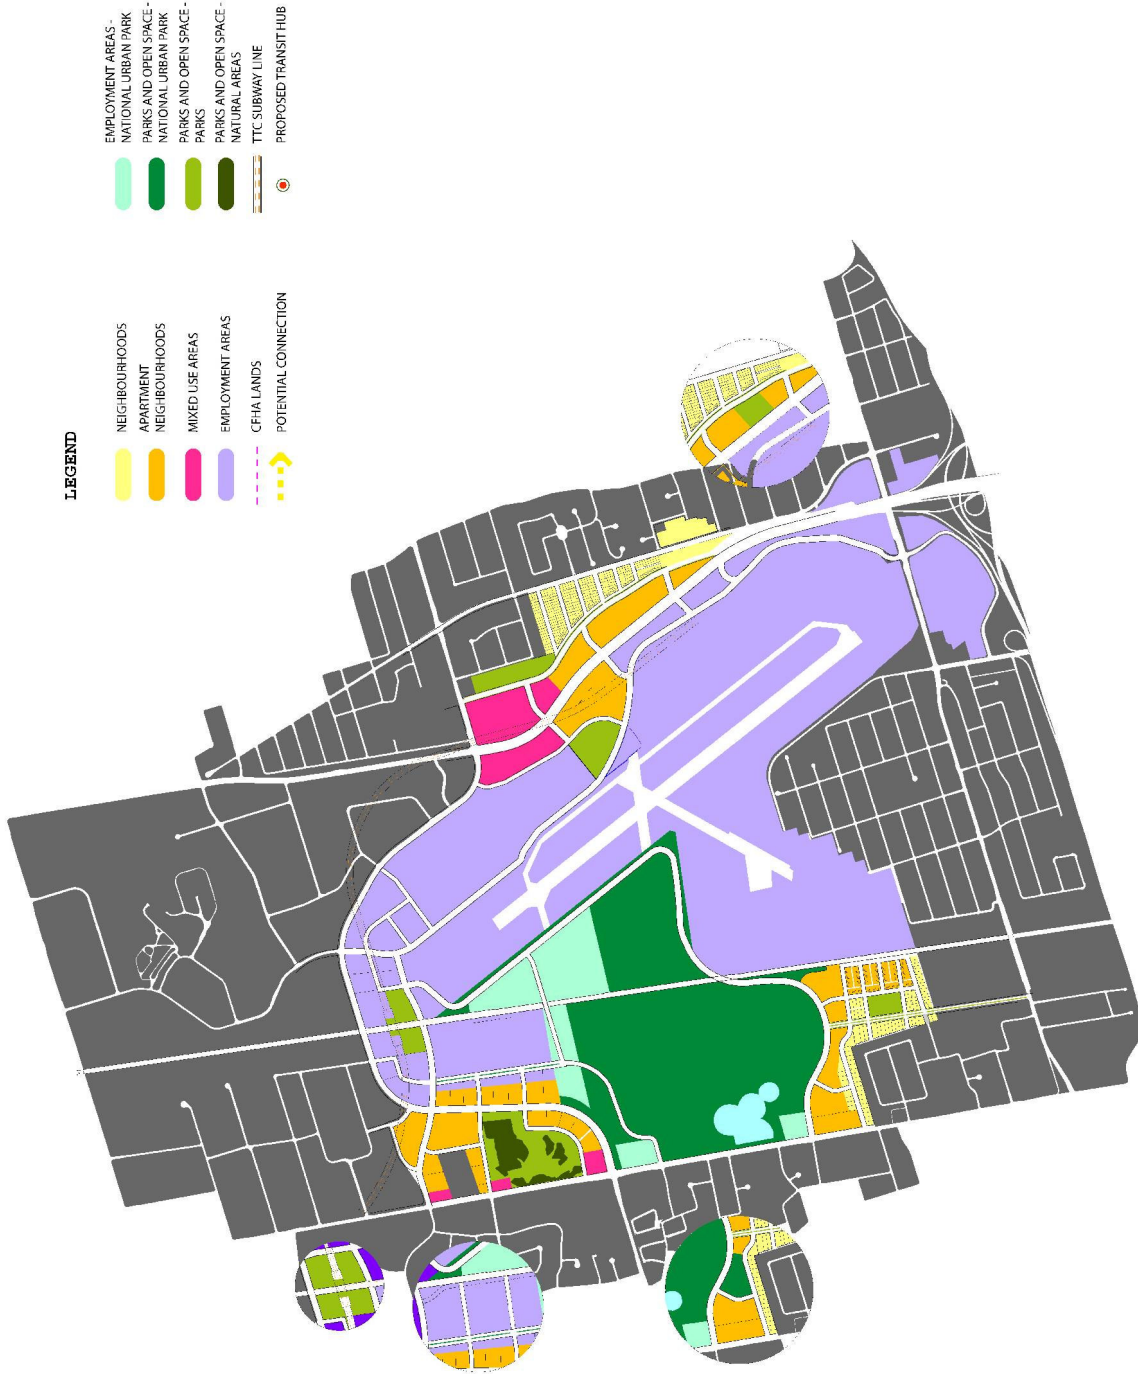 LEGEND
NEIGHBOURHOODS
APARTMENT
NEIGHBOURHOODS
MIXED USE AREAS
EMPLOYMENT AREAS
CFHA LANDS
POTENTIAL CONNECTION
EMPLOYMENT AREAS -
NATIONAL URBAN PARK
PARKS AND OPEN SPACE -
NATIONAL URBAN PARK
PARKS AND OPEN SPACE -
PARKS
PARKS AND OPEN SPACE -
NATURAL AREAS
TTC SUBWAY LINE
PROPOSED TRANSIT HUB